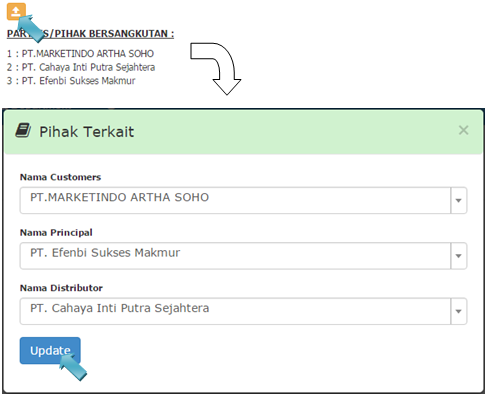 PARTIES/PIHAK BERSANGKUTAN :
1 : PT.MARKETINDO ARTHA SOHO
2 : PT. Cahaya Inti Putra Sejahtera
3 : PT. Efenbi Sukses Makmur
Pihak Terkait
×
Nama Customers
PT.MARKETINDO ARTHA SOHO
Nama Principal
PT. Efenbi Sukses Makmur
Nama Distributor
PT. Cahaya Inti Putra Sejahtera
Update